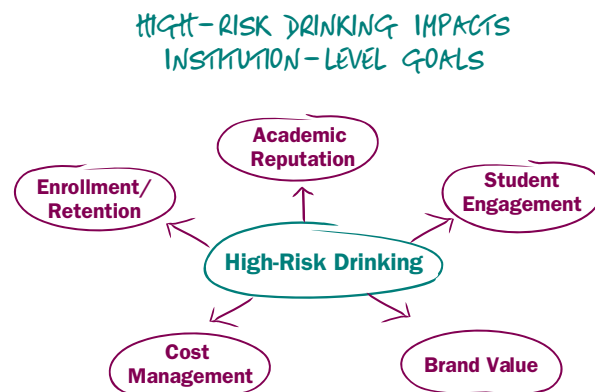 HIGH-RISK DRINKING IMPACTS
INSTITUTION-LEVEL GOALS
Academic
Reputation
Enrollment/
Retention
Student
Engagement
High-Risk Drinking
Cost
Management
Brand Value